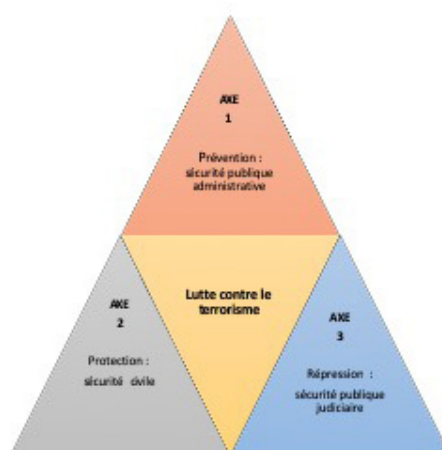 AXE
1
Prévention :
sécurité publique
administrative
Lutte contre le
terrorisme
AXE
2
Protection :
sécurité civile
AXE
3
Répression :
sécurité publique
judiciaire